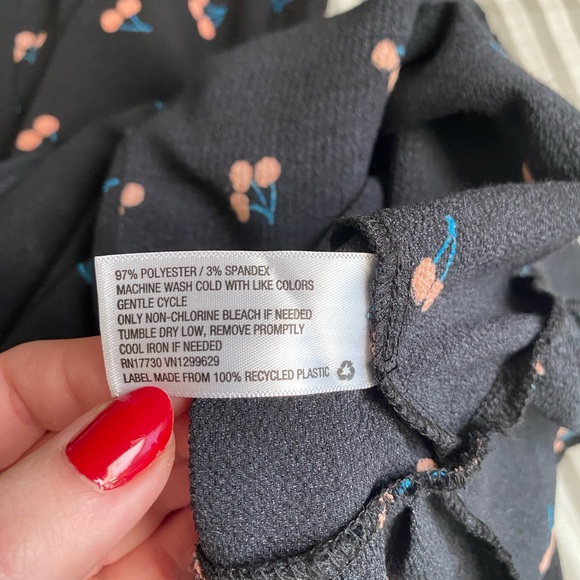 97% POLYESTER / 3% SPANDEX
MACHINE WASH COLD WITH LIKE COLORS
GENTLE CYCLE
ONLY NON-CHLORINE BLEACH IF NEEDED
TUMBLE DRY LOW, REMOVE PROMPTLY
COOL IRON IF NEEDED
RN17730 VN1299629
LABEL MADE FROM 100% RECYCLED PLASTIC